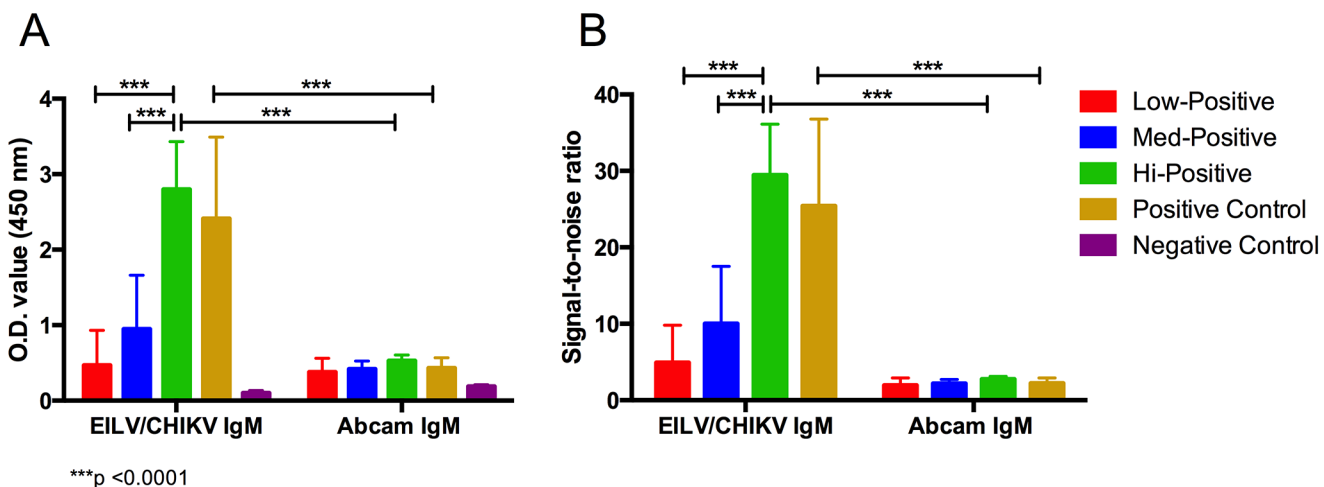 A
B
*** ***
*** ***
*** ***
*** ***
4
3
2
1
0
O.D. value (450 nm)
EILV/CHIKV IgM Abcam IgM
40
30
20
10
0
Signal-to-noise ratio
EILV/CHIKV IgM Abcam IgM
Low-Positive
Med-Positive
Hi-Positive
Positive Control
Negative Control
***p <0.0001